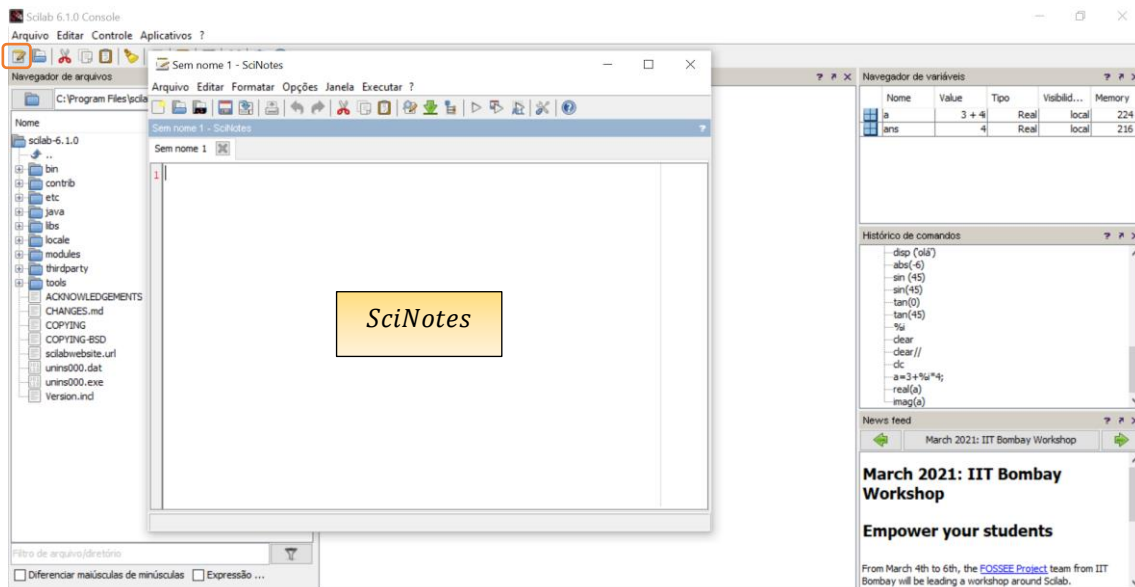 Scilab 6.1.0 Console
Arquivo Editar Controle Aplicativos ?
Navegador de arquivos
C:\Program Files\scila
Nome
scilab-6.1.0
..
bin
contrib
etc
java
libs
locale
modules
thirdparty
tools
ACKNOWLEDGEMENTS
CHANGES.md
COPYING
COPYING-BSD
scilabwebsite.url
unins000.dat
unins000.exe
Version.incl
Filtro de arquivo/diretório
Diferenciar maiúsculas de minúsculas Expressão ...
Sem nome 1 - SciNotes
Arquivo Editar Formatar Opções Janela Executar ?
Sem nome 1 - SciNotes ?
Sem nome 1
1
SciNotes
Navegador de variáveis
Nome Value Tipo Visibilid... Memory
a 3 + 4i Real local 224
ans 4 Real local 216
Histórico de comandos
disp ('olá')
abs(-6)
sin (45)
sin(45)
tan(0)
tan(45)
%i
clear
clear//
clc
a=3+%i*4;
real(a)
imag(a)
News feed
March 2021: IIT Bombay Workshop
March 2021: IIT Bombay
Workshop
Empower your students
From March 4th to 6th, the FOSSEE Project team from IIT
Bombay will be leading a workshop around Scilab.